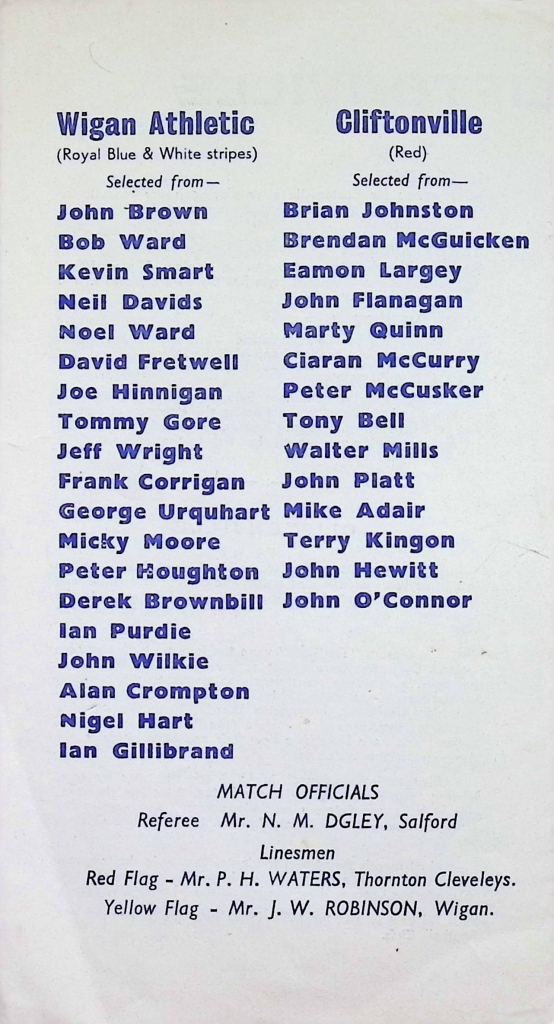 Wigan Athletic
(Royal Blue & White stripes)
Selected from—
John Brown
Bob Ward
Kevin Smart
Neil Davids
Noel Ward
David Fretwell
Joe Hinnigan
Tommy Gore
Jeff Wright
Frank Corrigan
George Urquhart
Micky Moore
Peter Houghton
Derek Brownbill
Ian Purdie
John Wilkie
Alan Crompton
Nigel Hart
Ian Gillibrand
Cliftonville
(Red)
Selected from—
Brian Johnston
Brendan McGuicken
Eamon Largey
John Flanagan
Marty Quinn
Ciaran McCurry
Peter McCusker
Tony Bell
Walter Mills
John Platt
Mike Adair
Terry Kingon
John Hewitt
John O'Connor
MATCH OFFICIALS
Referee Mr. N. M. DGLEY, Salford
Linesmen
Red Flag - Mr. P. H. WATERS, Thornton Cleveleys.
Yellow Flag - Mr. J. W. ROBINSON, Wigan.